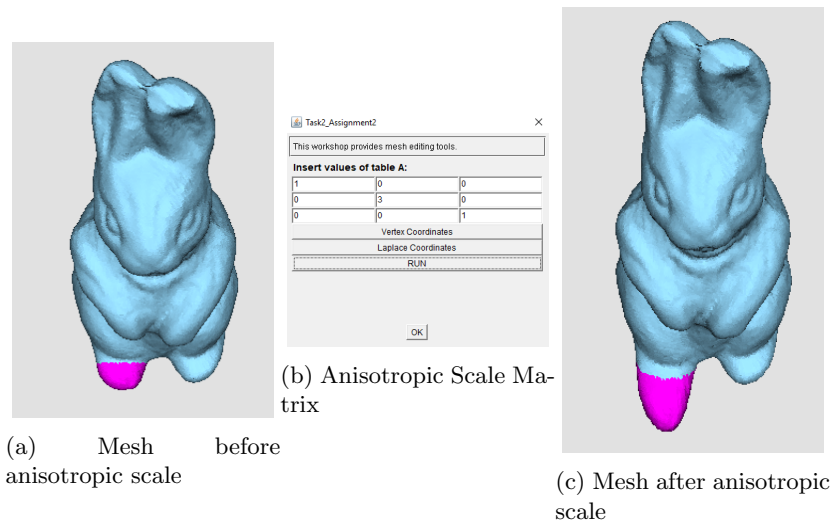 Task2_Assignment2
This workshop provides mesh editing tools.
Insert values of table A:
1 0 0
0 3 0
0 0 1
Vertex Coordinates
Laplace Coordinates
RUN
OK
(a) Mesh before
anisotropic scale
(b) Anisotropic Scale Ma-
trix
(c) Mesh after anisotropic
scale